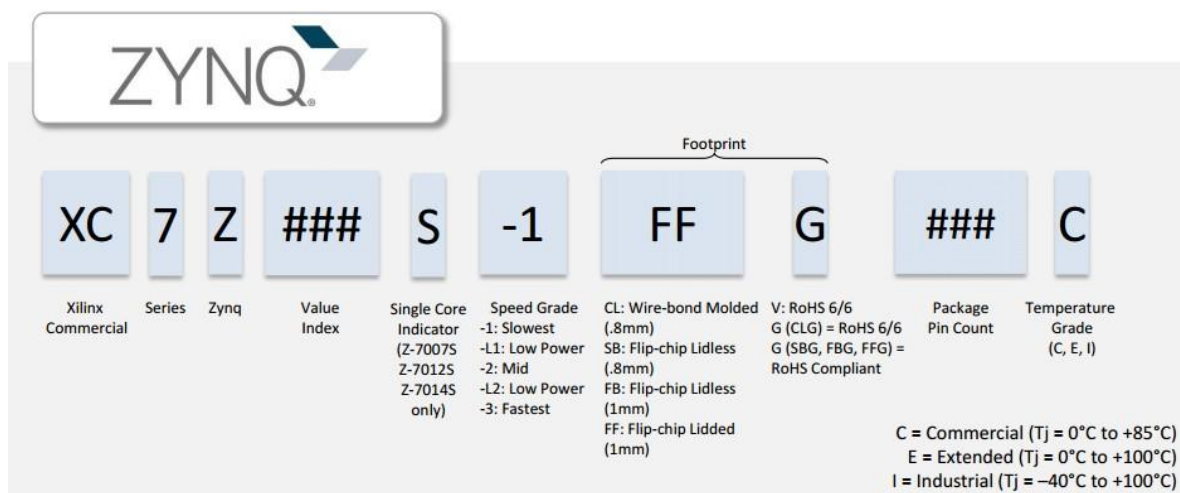 ZYNQ®
Footprint
XC 7 Z ### S -1 FF G ### C
Xilinx
Commercial
Series
Zynq
Value
Index
Single Core
Indicator
(Z-7007S
Z-7012S
Z-7014S
only)
Speed Grade
-1: Slowest
-L1: Low Power
-2: Mid
-L2: Low Power
-3: Fastest
CL: Wire-bond Molded
(.8mm)
SB: Flip-chip Lidless
(.8mm)
FB: Flip-chip Lidless
(1mm)
FF: Flip-chip Lidded
(1mm)
V: RoHS 6/6
G (CLG) = RoHS 6/6
G (SBG, FBG, FFG) =
RoHS Compliant
Package
Pin Count
Temperature
Grade
(C, E, I)
C = Commercial (Tj = 0°C to +85°C)
E = Extended (Tj = 0°C to +100°C)
I = Industrial (Tj = –40°C to +100°C)